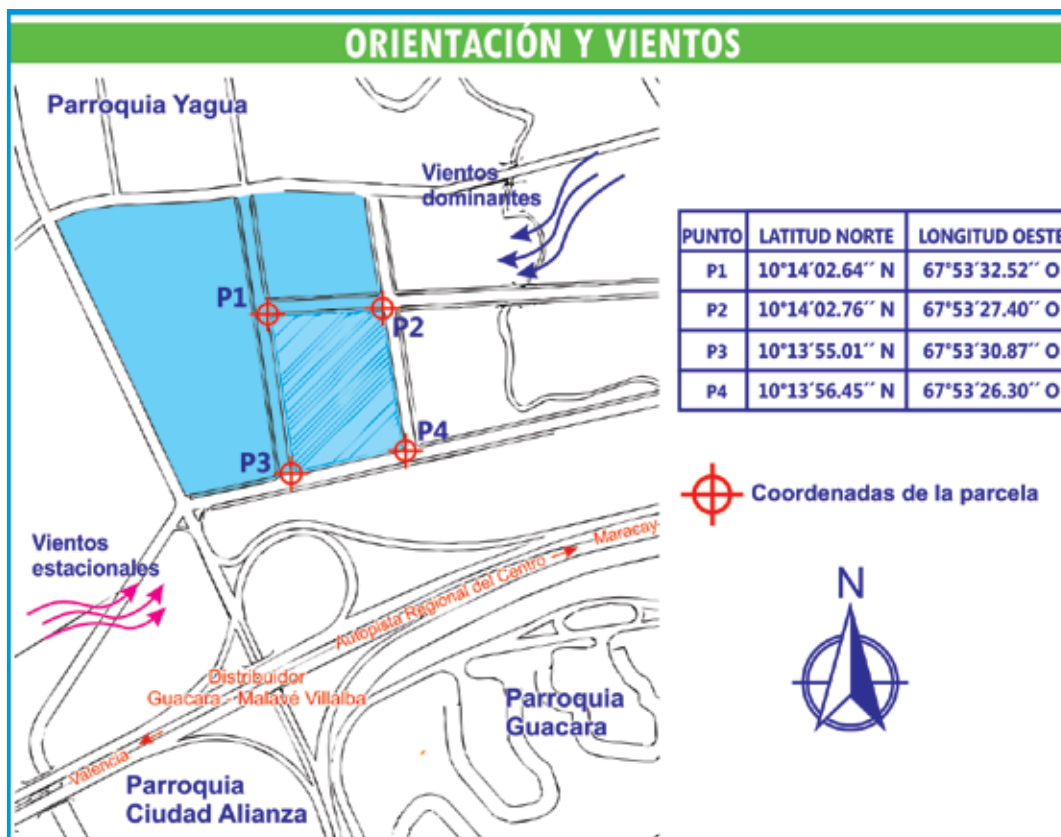 ORIENTACIÓN Y VIENTOS
Parroquia Yagua
Vientos
dominantes
P1
P2
P3
P4
Vientos
estacionales
Maracay
Autopista Regional del Centro
Distribuidor
Guacara - Malavé Villalba
Valencia
Parroquia
Guacara
Parroquia
Ciudad Alianza
PUNTO LATITUD NORTE LONGITUD OESTE
P1 10°14´02.64´´ N 67°53´32.52´´ O
P2 10°14´02.76´´ N 67°53´27.40´´ O
P3 10°13´55.01´´ N 67°53´30.87´´ O
P4 10°13´56.45´´ N 67°53´26.30´´ O
Coordenadas de la parcela
N